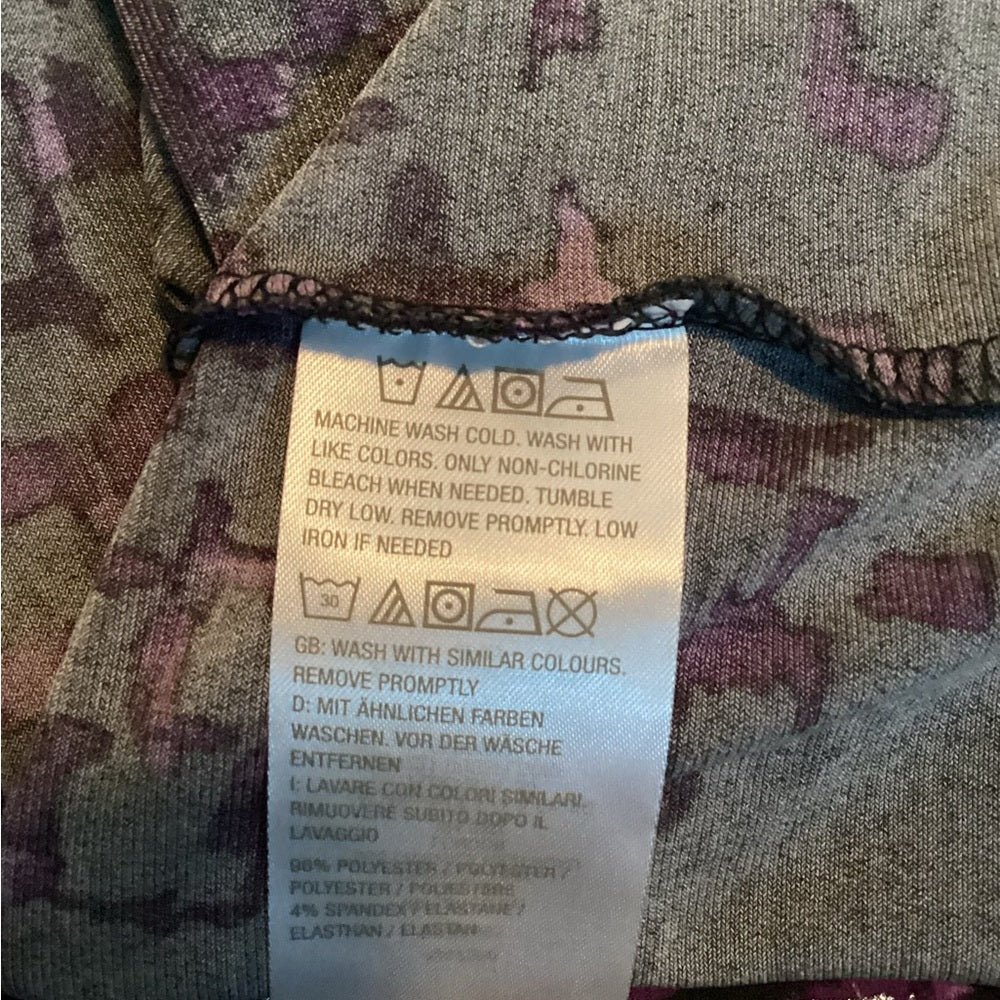 MACHINE WASH COLD. WASH WITH
LIKE COLORS. ONLY NON-CHLORINE
BLEACH WHEN NEEDED. TUMBLE
DRY LOW. REMOVE PROMPTLY. LOW
IRON IF NEEDED
30
GB: WASH WITH SIMILAR COLOURS.
REMOVE PROMPTLY
D: MIT ÄHNLICHEN FARBEN
WASCHEN. VOR DER WÄSCHE
ENTFERNEN
I: LAVARE CON COLORI SIMILARI.
RIMUOVERE SUBITO DOPO IL
LAVAGGIO
96% POLYESTER / POLYESTER /
POLYESTER / POLIESTERE
4% SPANDEX / ELASTANE /
ELASTHAN / ELASTAN